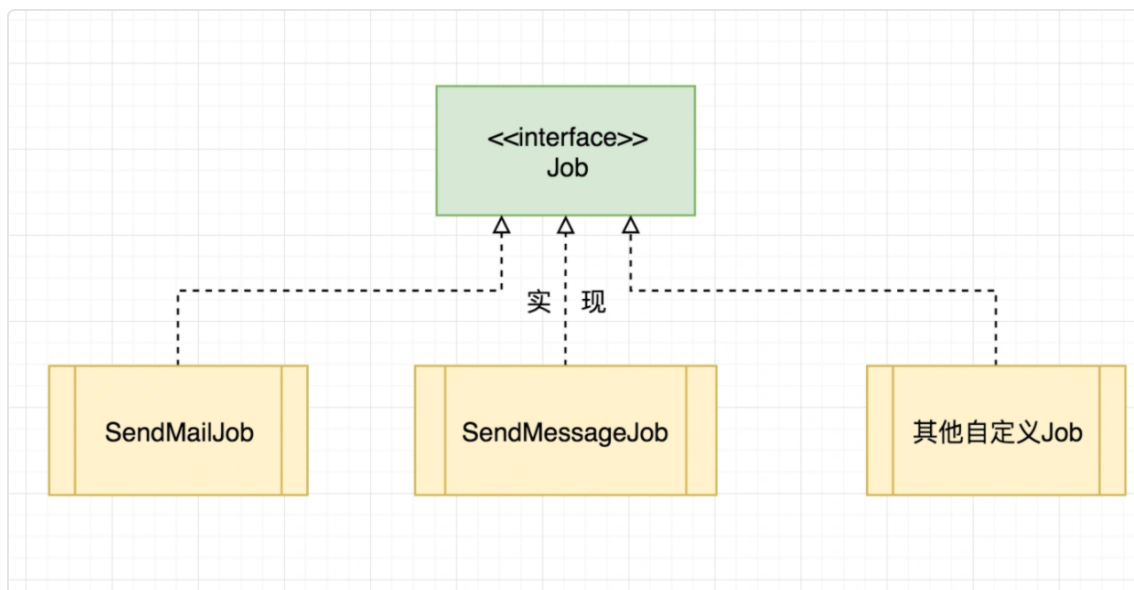 <<interface>>
Job
实 现
SendMailJob
SendMessageJob
其他自定义Job